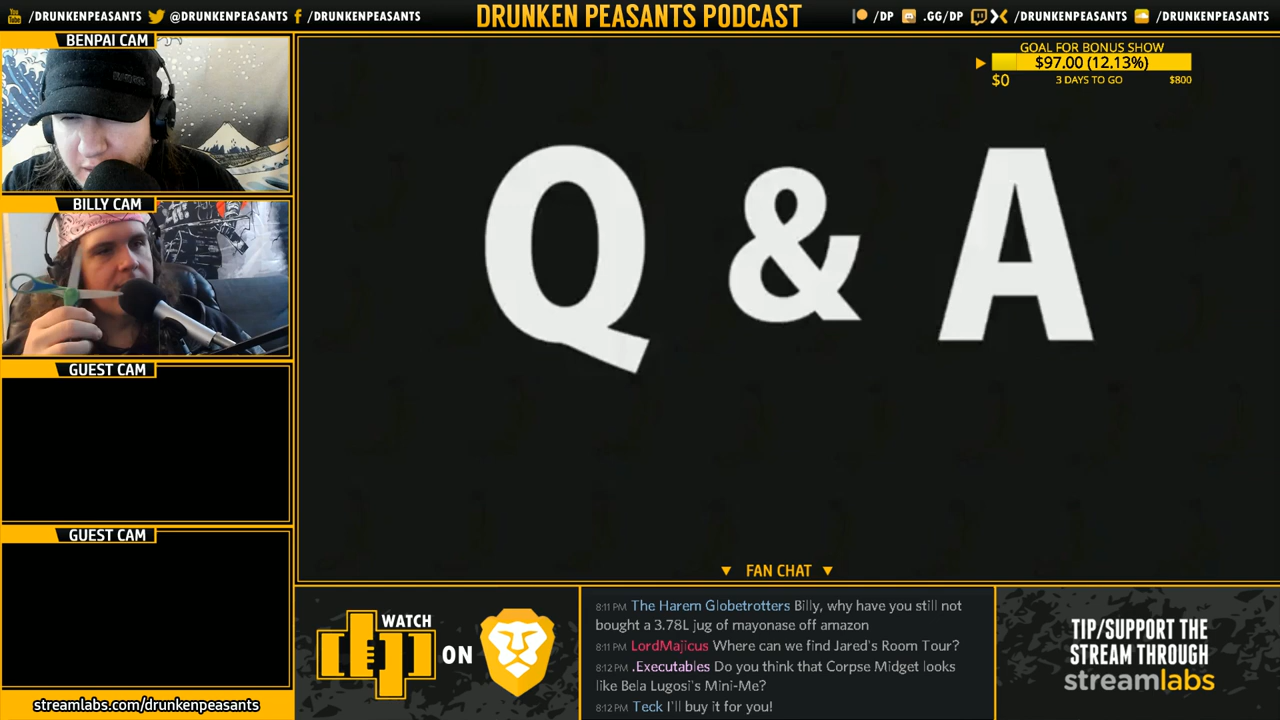 You Tube /DRUNKENPEASANTS @DRUNKENPEASANTS /DRUNKENPEASANTS
DRUNKEN PEASANTS PODCAST
/DP .GG/DP /DRUNKENPEASANTS /DRUNKENPEASANTS
BENPAI CAM
GOAL FOR BONUS SHOW
$97.00 (12.13%)
$0 3 DAYS TO GO $800
BILLY CAM
Q & A
GUEST CAM
GUEST CAM
FAN CHAT
WATCH
ON
8:11 PM The Harem Globetrotters Billy, why have you still not
bought a 3.78L jug of mayonase off amazon
8:11 PM LordMajicus Where can we find Jared's Room Tour?
8:12 PM .Executables Do you think that Corpse Midget looks
like Bela Lugosi's Mini-Me?
8:12 PM Teck I'll buy it for you!
TIP/SUPPORT THE
STREAM THROUGH
streamlabs
streamlabs.com/drunkenpeasants